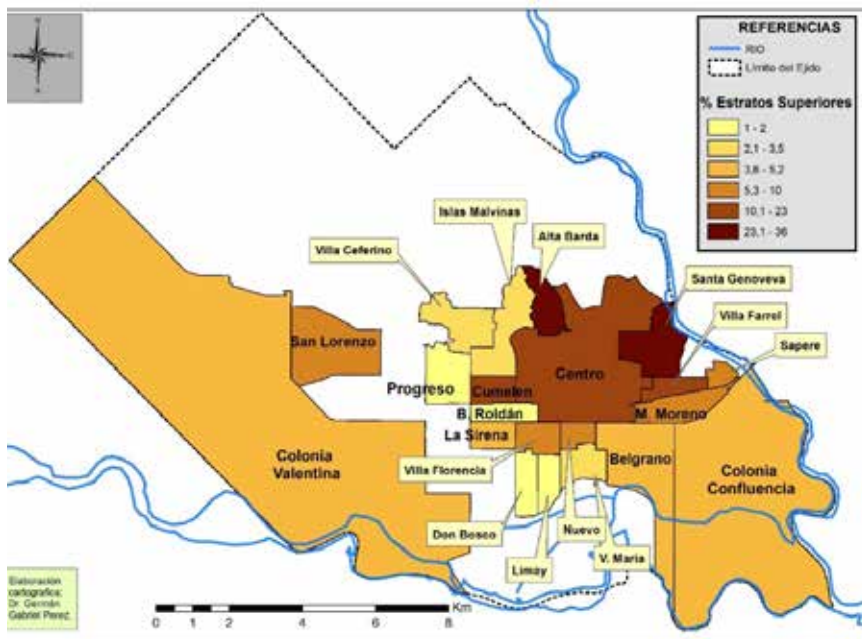 REFERENCIAS
RIO
Límite del Ejido
% Estratos Superiores
1 - 2
2,1 - 3,5
3,6 - 5,2
5,3 - 10
10,1 - 23
23,1 - 36
Islas Malvinas
Villa Ceferino
Alta Barda
Santa Genoveva
Villa Farrel
Sapere
San Lorenzo
Progreso
Cumelen
Centro
B. Roldán
M. Moreno
La Sirena
Colonia
Valentina
Villa Florencia
Belgrano
Colonia
Confluencia
Don Bosco
Nuevo
V. Maria
Limay
Elaboración
cartografica:
Dr. Germán
Gabriel Perez.
Km
0 1 2 4 6 8